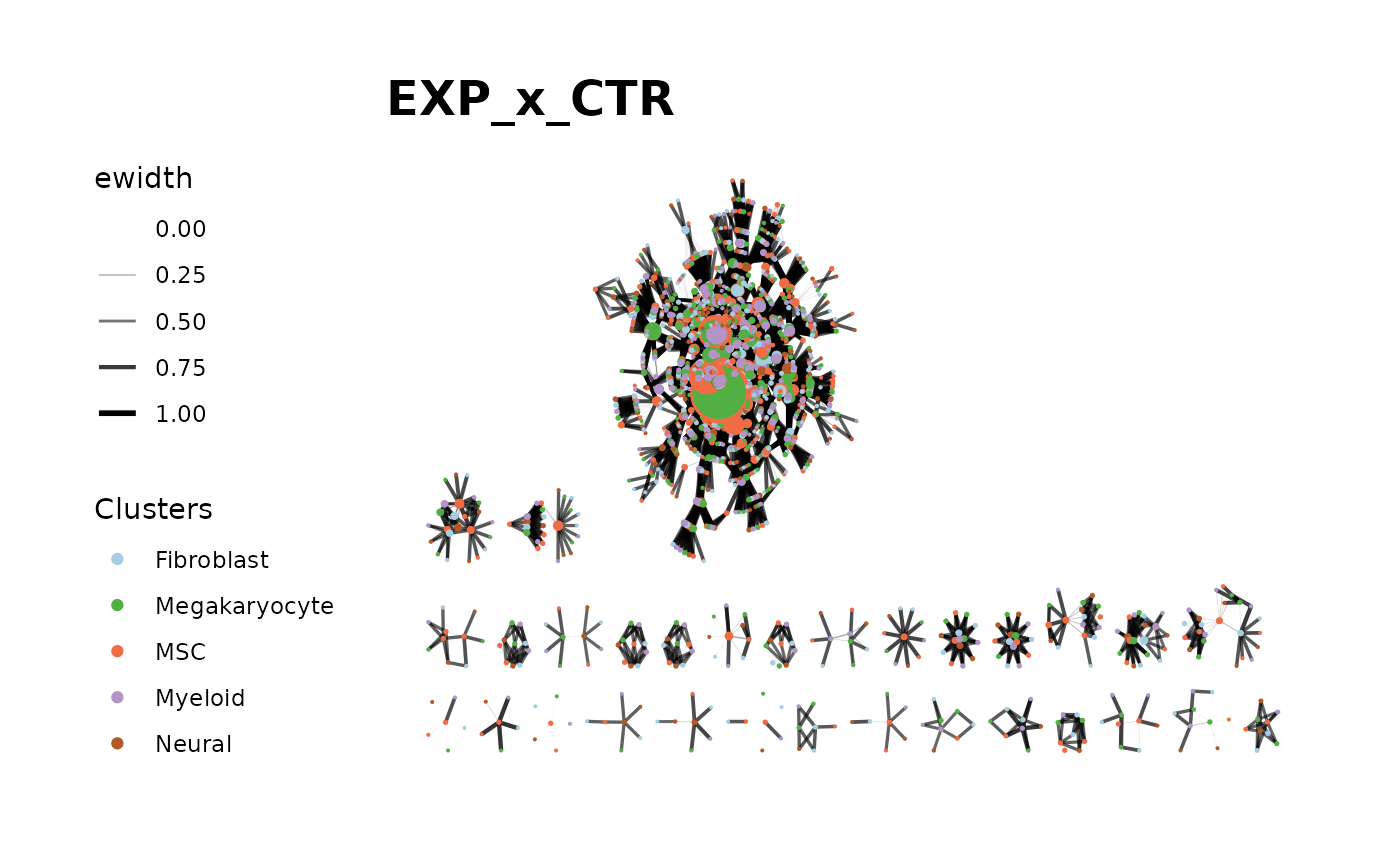 EXP_x_CTR
ewidth
0.00
0.25
0.50
0.75
1.00
Clusters
Fibroblast
Megakaryocyte
MSC
Myeloid
Neural